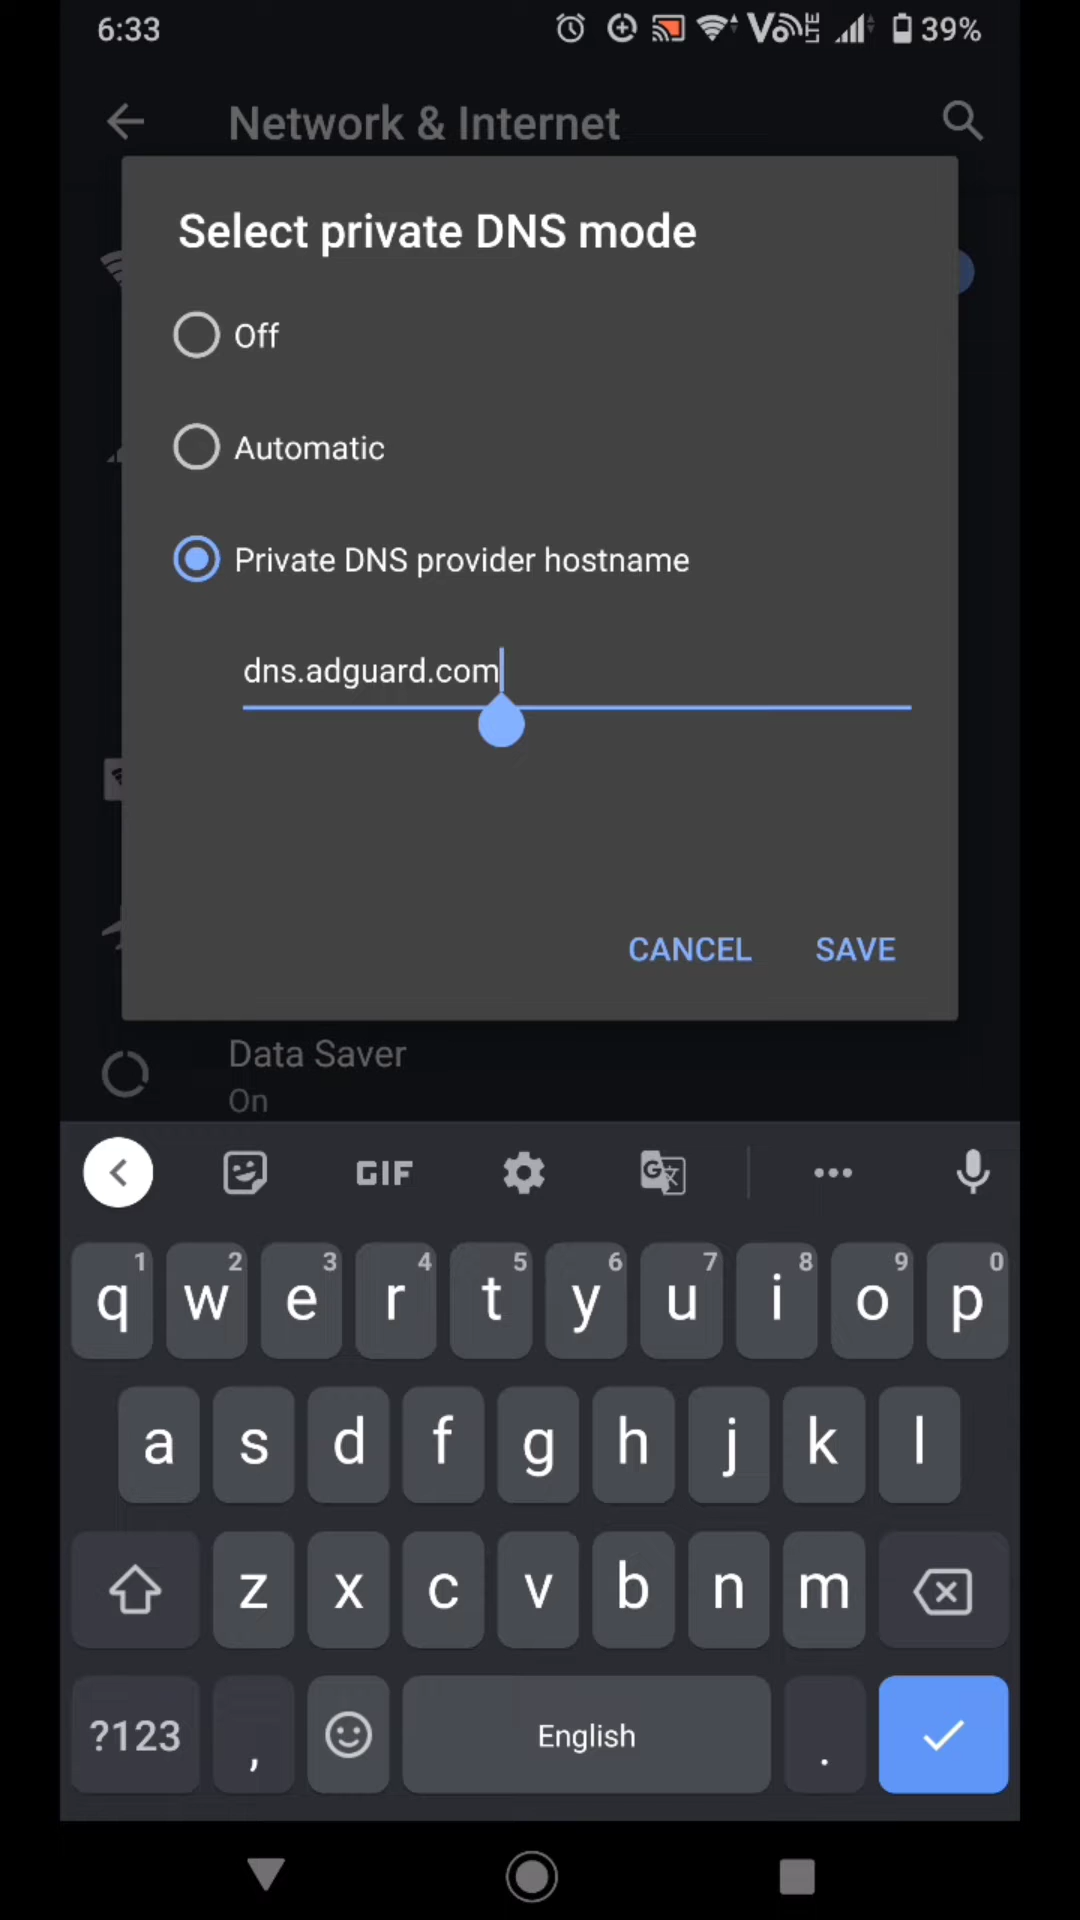 6:33
VoLTE 39%
Network & Internet
Select private DNS mode
Off
Automatic
Private DNS provider hostname
dns.adguard.com
CANCEL SAVE
Data Saver
On
GIF
1 2 3 4 5 6 7 8 9 0
q w e r t y u i o p
a s d f g h j k l
z x c v b n m
?123 , English .